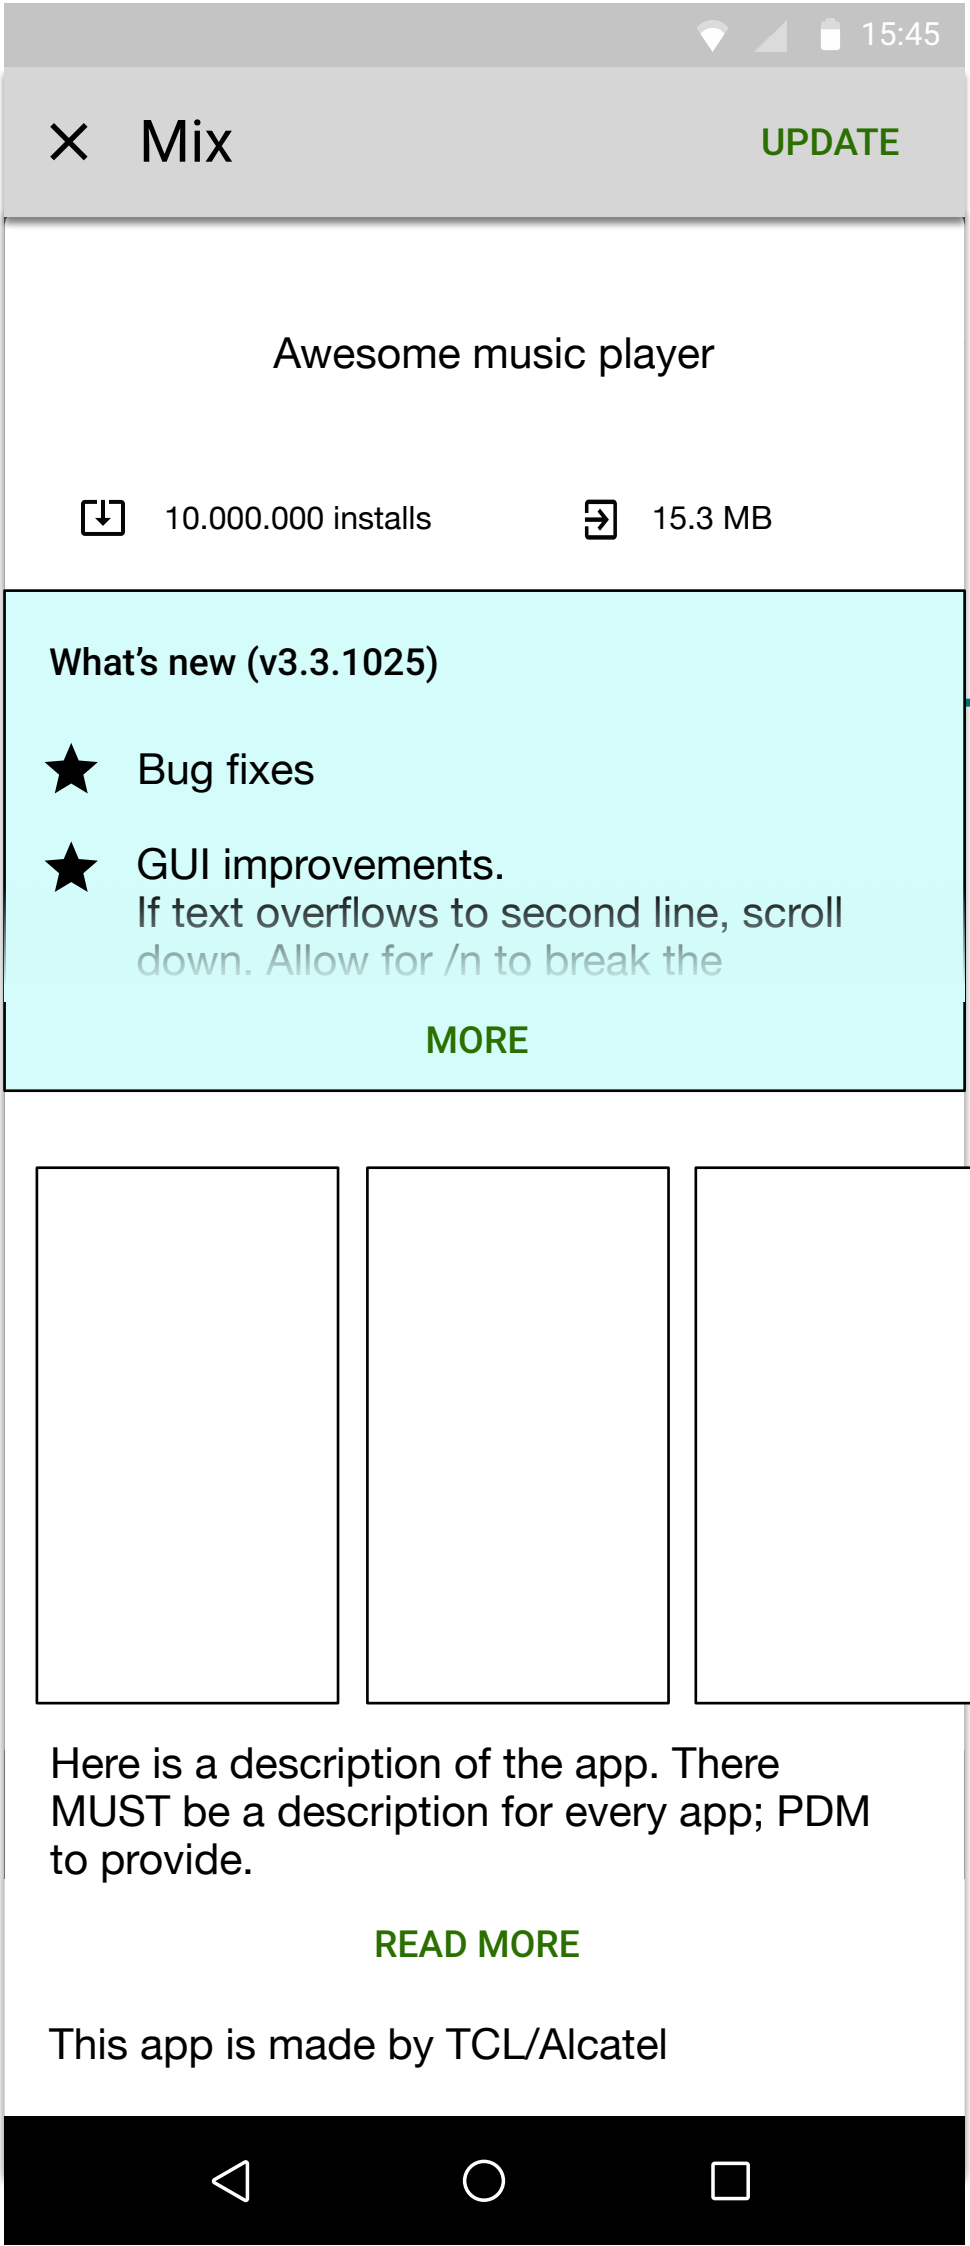 15:45
Mix
UPDATE
Awesome music player
10.000.000 installs
15.3 MB
What’s new (v3.3.1025)
Bug fixes
GUI improvements.
If text overflows to second line, scroll
down. Allow for /n to break the
MORE
Here is a description of the app. There
MUST be a description for every app; PDM
to provide.
READ MORE
This app is made by TCL/Alcatel